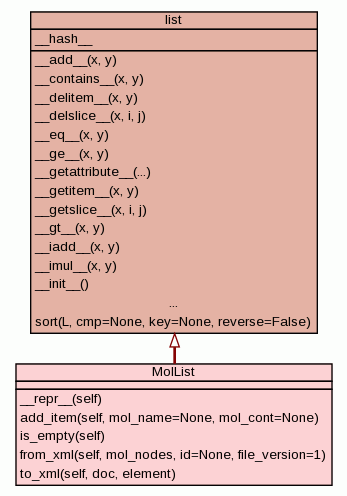 list
__hash__
__add__(x, y)
__contains__(x, y)
__delitem__(x, y)
__delslice__(x, i, j)
__eq__(x, y)
__ge__(x, y)
__getattribute__(...)
__getitem__(x, y)
__getslice__(x, i, j)
__gt__(x, y)
__iadd__(x, y)
__imul__(x, y)
__init__()
...
sort(L, cmp=None, key=None, reverse=False)
MolList
__repr__(self)
add_item(self, mol_name=None, mol_cont=None)
is_empty(self)
from_xml(self, mol_nodes, id=None, file_version=1)
to_xml(self, doc, element)